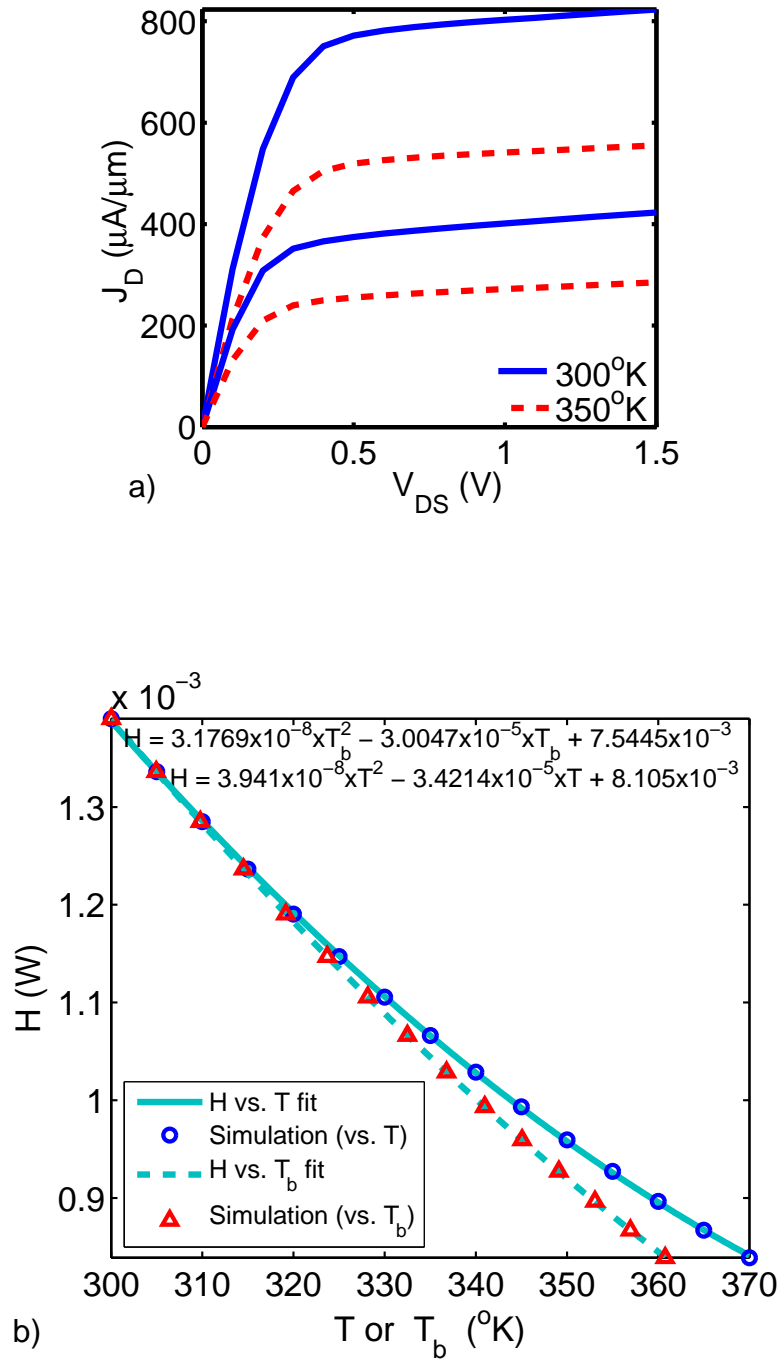 800
600
400
200
0
J_D (μA/μm)
300°K
350°K
0 0.5 1 1.5
V_DS (V)
a)
x 10^−3
H = 3.1769x10^−8xT_b^2 − 3.0047x10^−5xT_b + 7.5445x10^−3
H = 3.941x10^−8xT^2 − 3.4214x10^−5xT + 8.105x10^−3
1.3
1.2
1.1
1
0.9
H (W)
H vs. T fit
Simulation (vs. T)
H vs. T_b fit
Simulation (vs. T_b)
300 310 320 330 340 350 360 370
T or T_b (°K)
b)